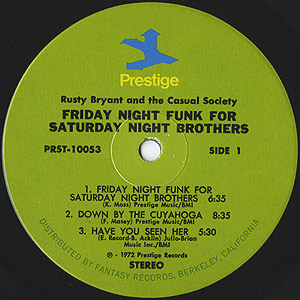 Prestige
Rusty Bryant and the Casual Society
FRIDAY NIGHT FUNK FOR
SATURDAY NIGHT BROTHERS
PRST-10053
SIDE 1
1. FRIDAY NIGHT FUNK FOR
SATURDAY NIGHT BROTHERS 6:35
(K. Moss) Prestige Music/BMI
2. DOWN BY THE CUYAHOGA 8:35
(F. Masey) Prestige Music/BMI
3. HAVE YOU SEEN HER 5:30
(E. Record-B. Acklin) Julio-Brian
Music Inc./BMI
℗ - 1972 Prestige Records
STEREO
DISTRIBUTED BY FANTASY RECORDS, BERKELEY, CALIFORNIA